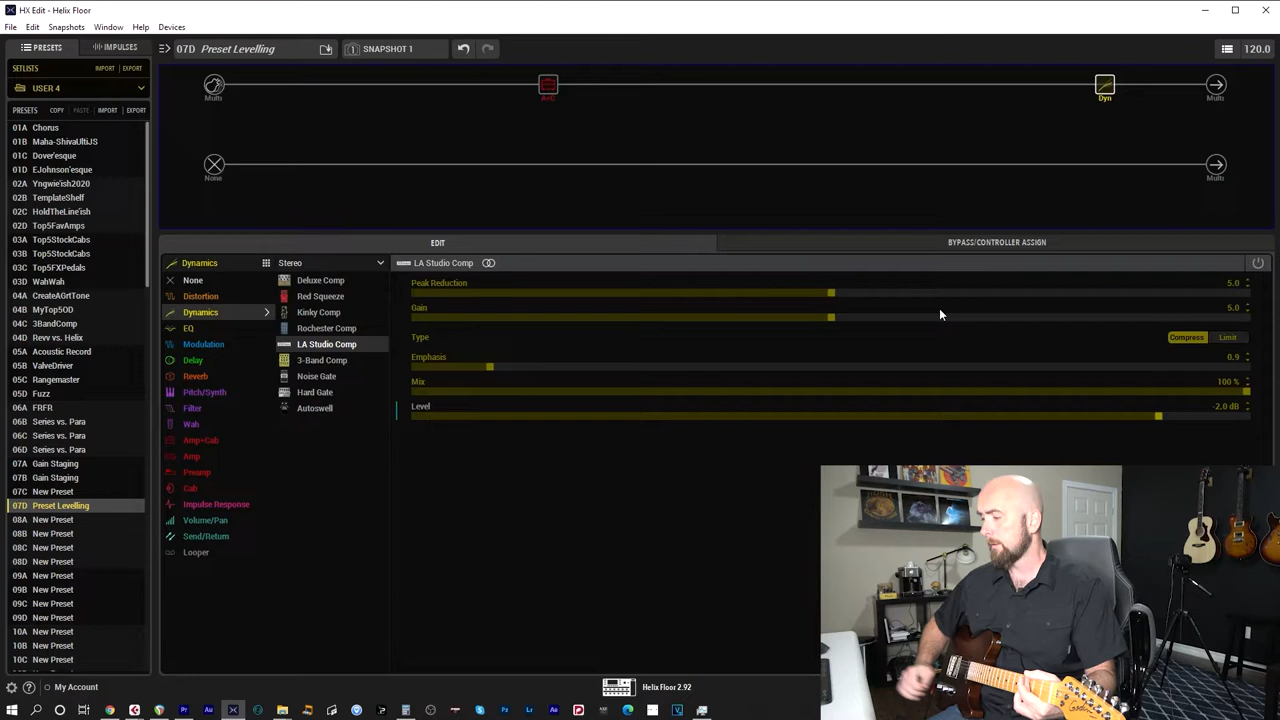 HX Edit - Helix Floor
File Edit Snapshots Window Help Devices
PRESETS IMPULSES
07D Preset Levelling
1 SNAPSHOT 1
120.0
SETLISTS IMPORT EXPORT
USER 4
PRESETS COPY PASTE IMPORT EXPORT
01A Chorus
01B Maha-ShivaUltiJS
01C Dover'esque
01D EJohnson'esque
02A Yngwie'ish2020
02B TemplateShelf
02C HoldTheLine'ish
02D Top5FavAmps
03A Top5StockCabs
03B Top5StockCabs
03C Top5FXPedals
03D WahWah
04A CreateAGrtTone
04B MyTop5OD
04C 3BandComp
04D Revv vs. Helix
05A Acoustic Record
05B ValveDriver
05C Rangemaster
05D Fuzz
06A FRFR
06B Series vs. Para
06C Series vs. Para
06D Series vs. Para
07A Gain Staging
07B Gain Staging
07C New Preset
07D Preset Levelling
08A New Preset
08B New Preset
08C New Preset
08D New Preset
09A New Preset
09B New Preset
09C New Preset
09D New Preset
10A New Preset
10B New Preset
10C New Preset
Multi
A+C
Dyn
Multi
None
Multi
EDIT
BYPASS/CONTROLLER ASSIGN
Dynamics
None
Distortion
Dynamics
EQ
Modulation
Delay
Reverb
Pitch/Synth
Filter
Wah
Amp+Cab
Amp
Preamp
Cab
Impulse Response
Volume/Pan
Send/Return
Looper
Stereo
Deluxe Comp
Red Squeeze
Kinky Comp
Rochester Comp
LA Studio Comp
3-Band Comp
Noise Gate
Hard Gate
Autoswell
LA Studio Comp
Peak Reduction 5.0
Gain 5.0
Type Compress Limit
Emphasis 0.9
Mix 100 %
Level -2.0 dB
My Account
Helix Floor 2.92